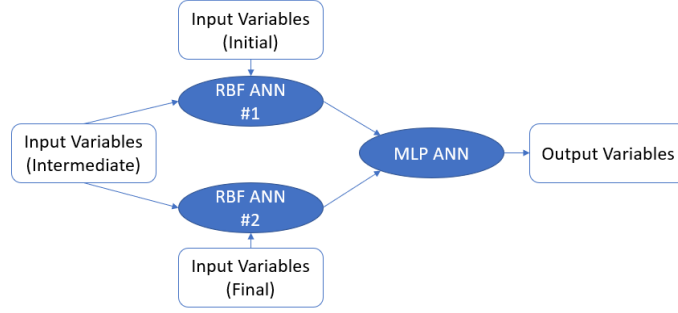 Input Variables
(Initial)
RBF ANN
#1
Input Variables
(Intermediate)
MLP ANN
Output Variables
RBF ANN
#2
Input Variables
(Final)